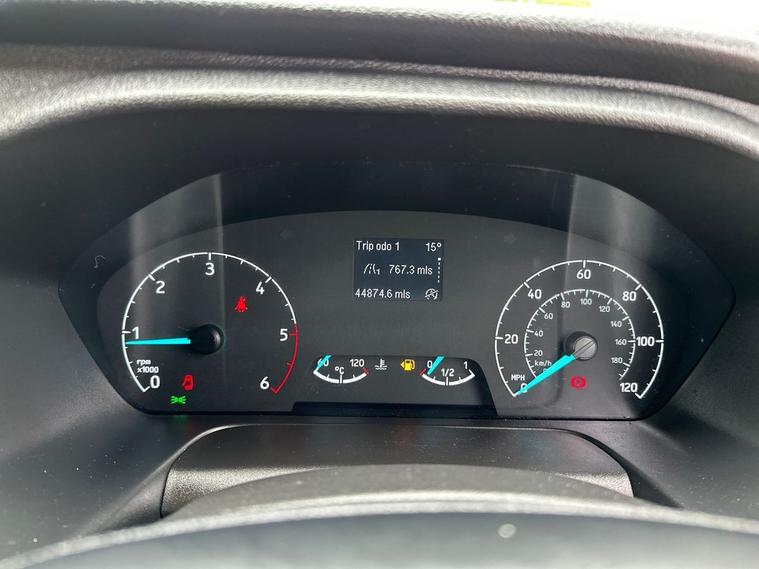 Trip odo 1 15°
1 767.3 mls
44874.6 mls
0 1 2 3 4 5 6
rpm
x1000
60 120
°C
0 1/2 1
0 20 40 60 80 100 120
MPH
20 40 60 80 100 120 140 160 180
km/h